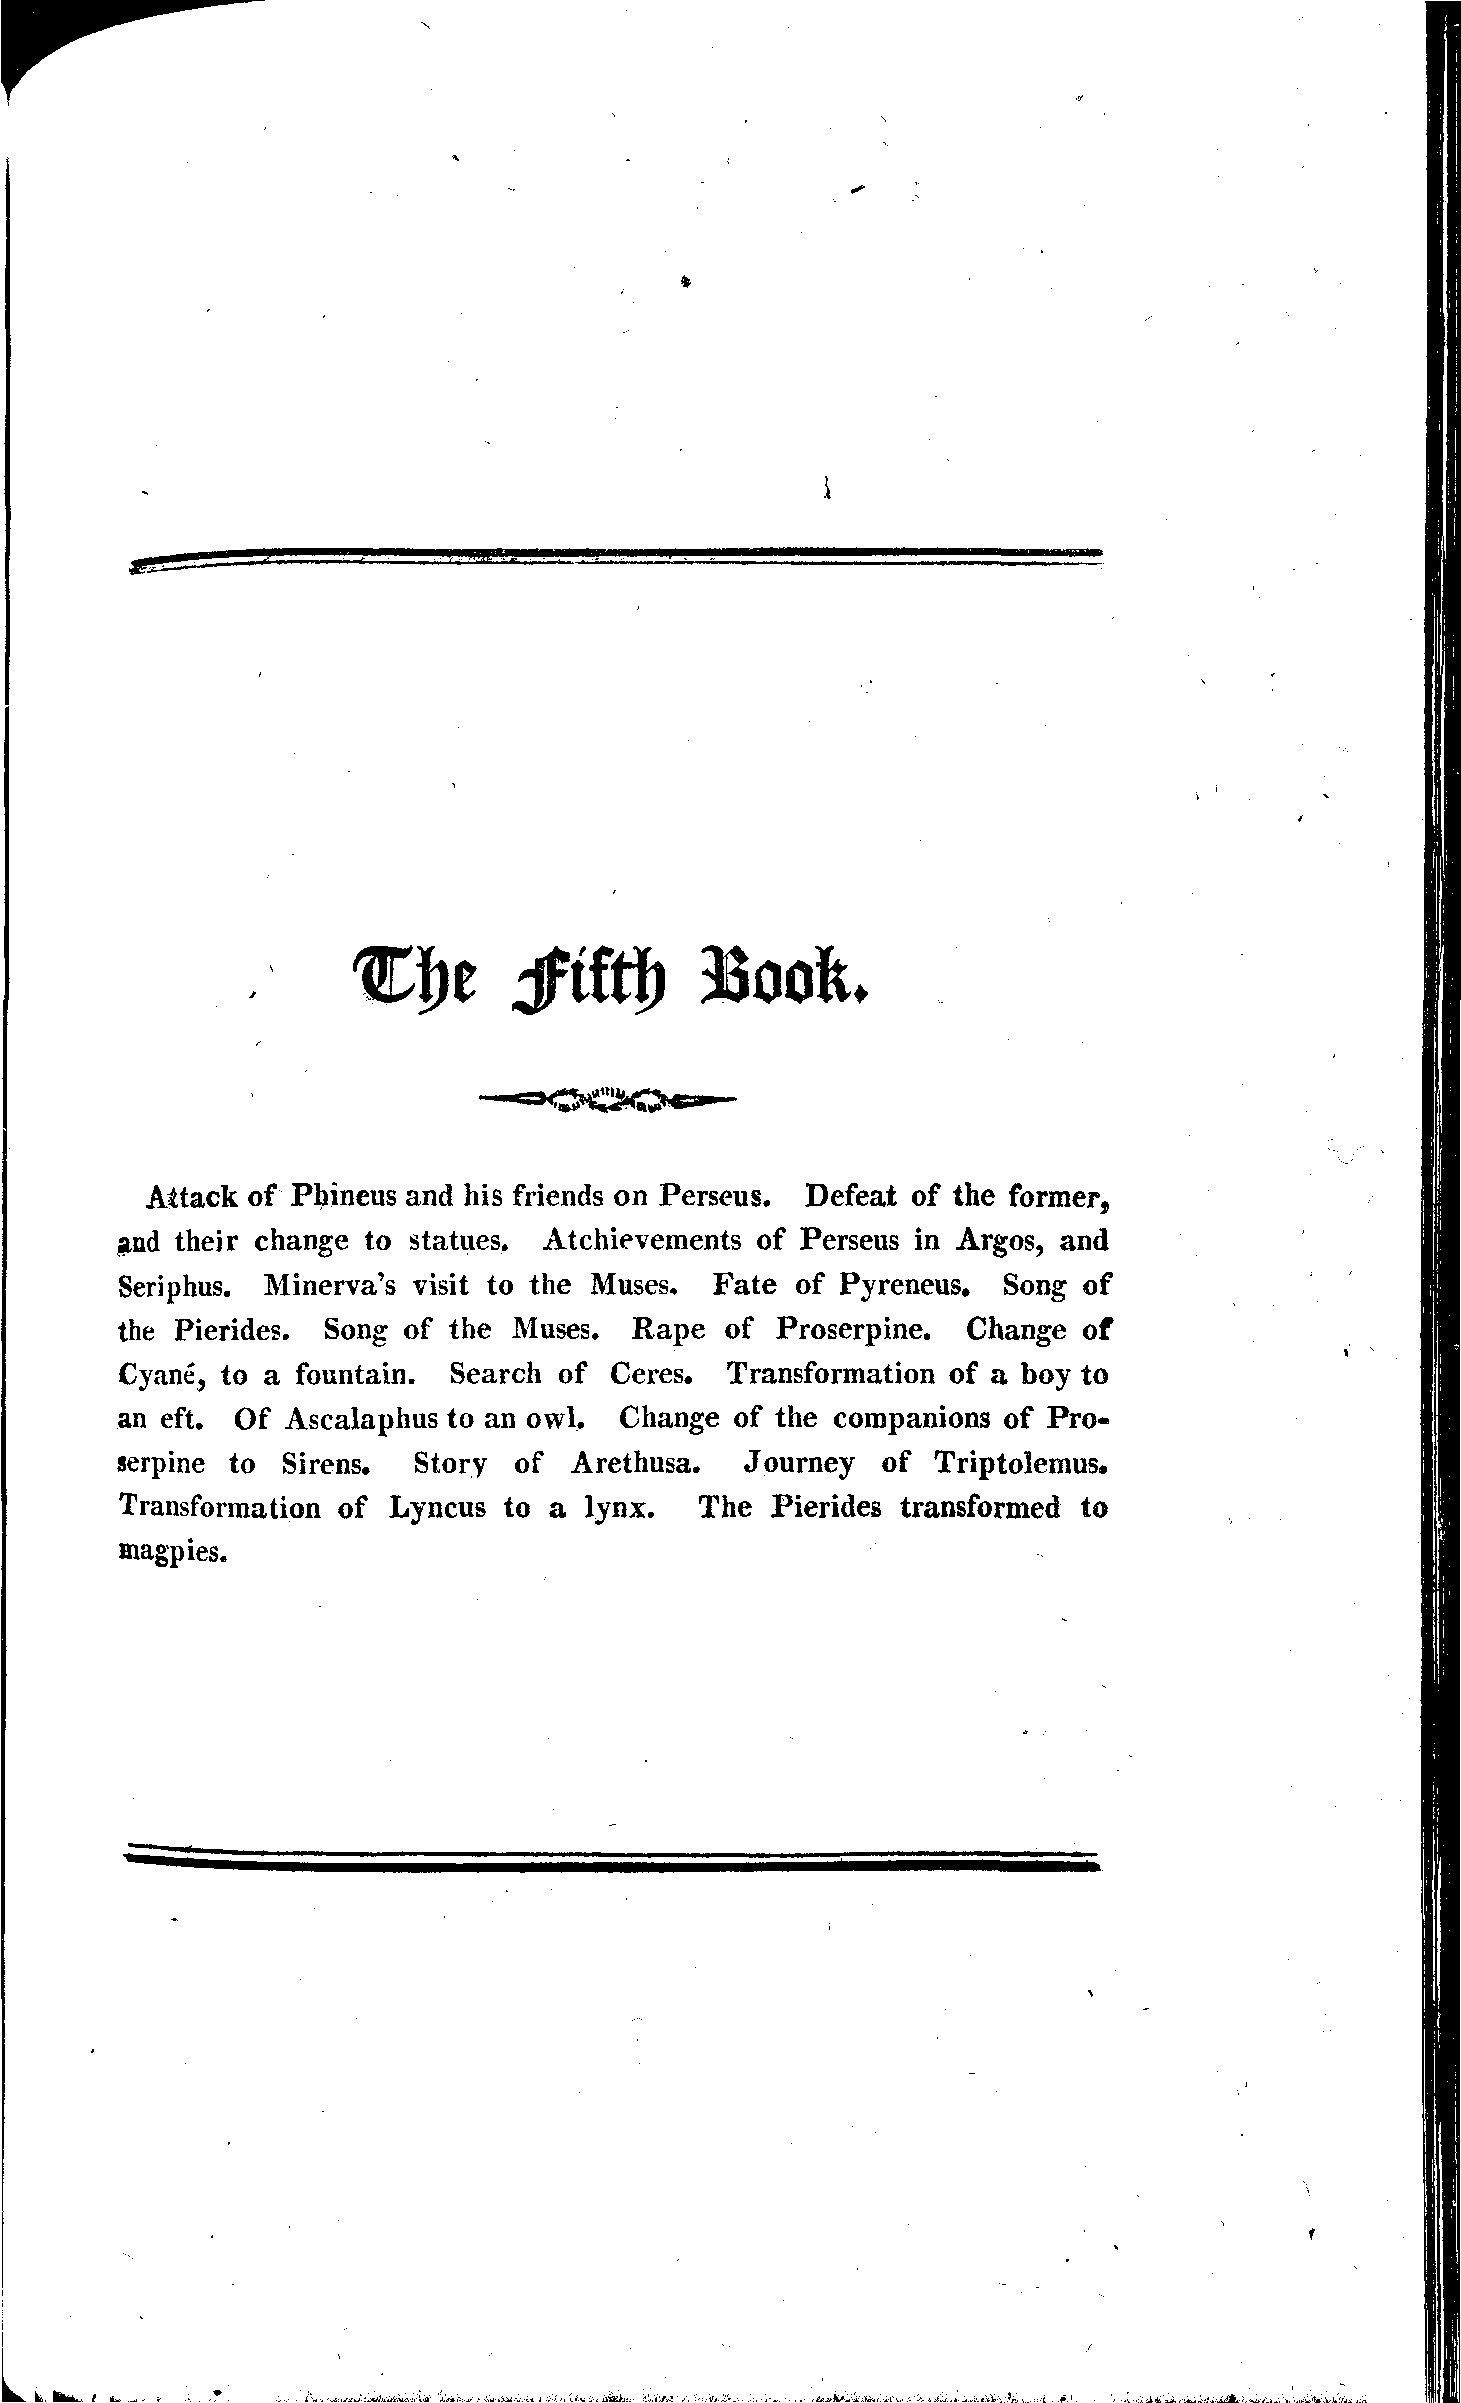 The Fifth Book.
Attack of Phineus and his friends on Perseus. Defeat of the former,
and their change to statues. Atchievements of Perseus in Argos, and
Seriphus. Minerva's visit to the Muses. Fate of Pyreneus. Song of
the Pierides. Song of the Muses. Rape of Proserpine. Change of
Cyané, to a fountain. Search of Ceres. Transformation of a boy to
an eft. Of Ascalaphus to an owl. Change of the companions of Pro-
serpine to Sirens. Story of Arethusa. Journey of Triptolemus.
Transformation of Lyncus to a lynx. The Pierides transformed to
magpies.